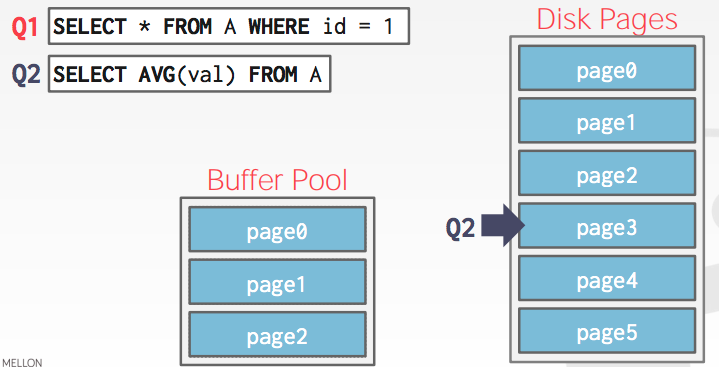 Q1 SELECT * FROM A WHERE id = 1
Q2 SELECT AVG(val) FROM A
Disk Pages
page0
page1
page2
Q2
page3
page4
page5
Buffer Pool
page0
page1
page2
MELLON